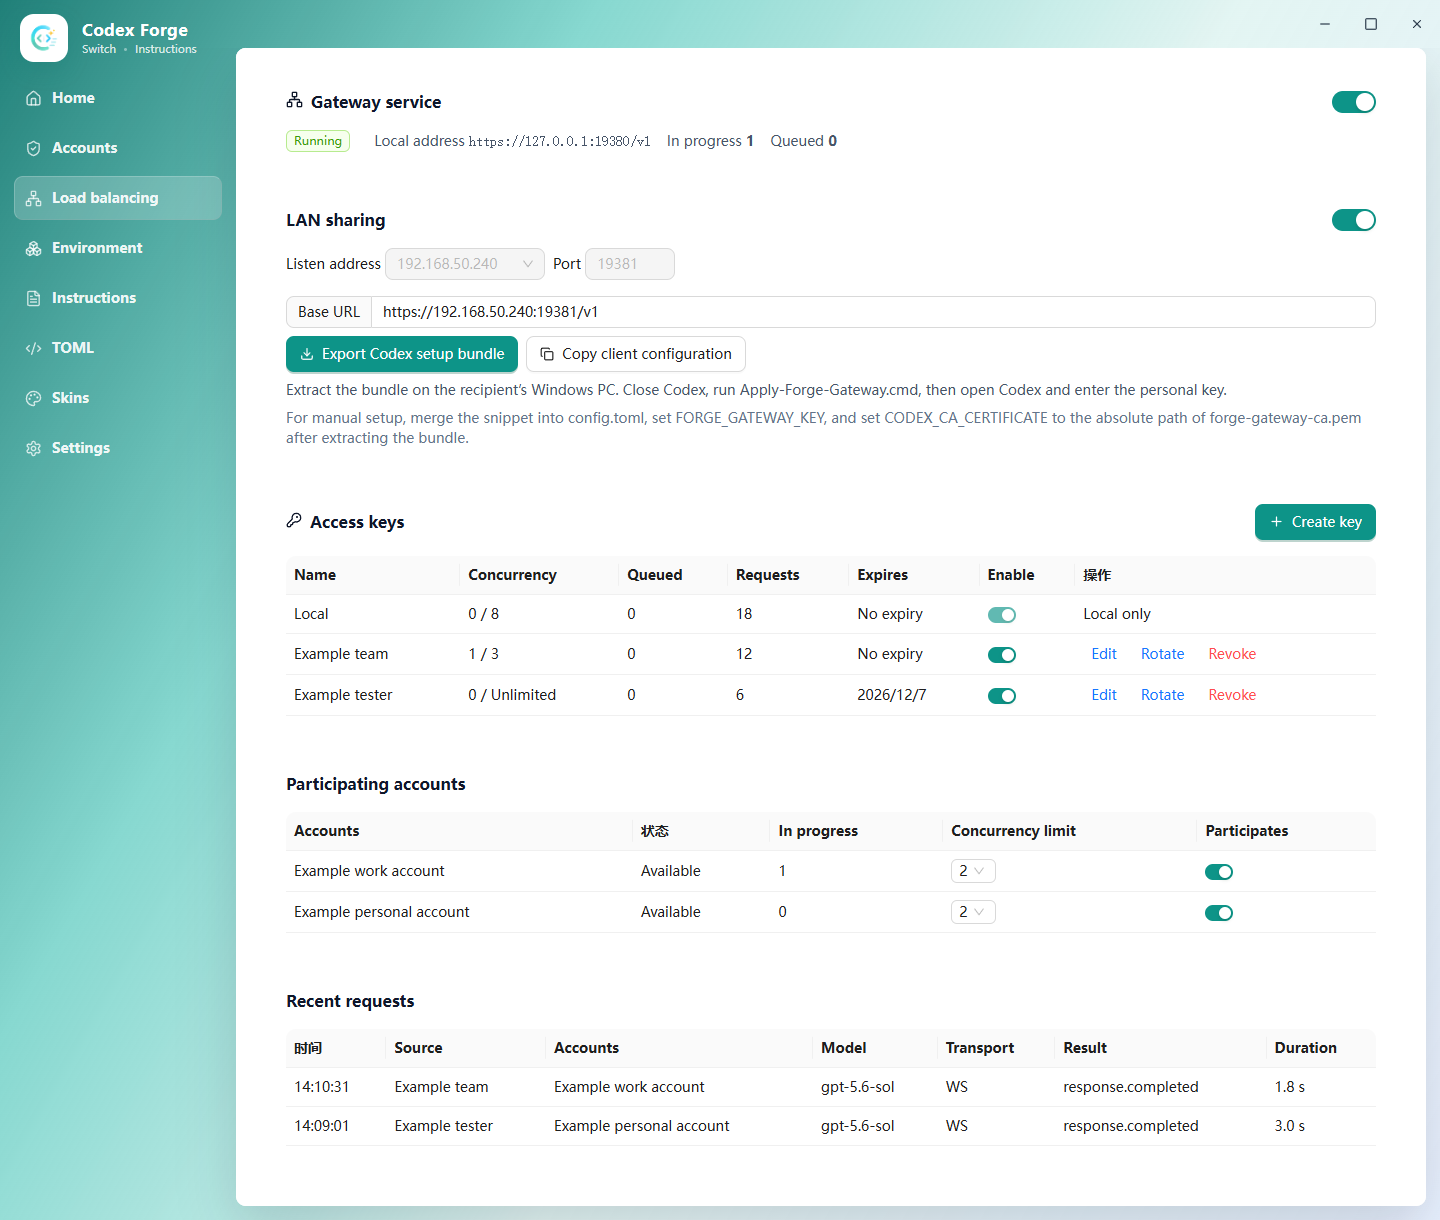 Codex Forge
Switch • Instructions
Home
Accounts
Load balancing
Environment
Instructions
TOML
Skins
Settings
Gateway service
Running Local address https://127.0.0.1:19380/v1 In progress 1 Queued 0
LAN sharing
Listen address 192.168.50.240 Port 19381
Base URL https://192.168.50.240:19381/v1
Export Codex setup bundle Copy client configuration
Extract the bundle on the recipient’s Windows PC. Close Codex, run Apply-Forge-Gateway.cmd, then open Codex and enter the personal key.
For manual setup, merge the snippet into config.toml, set FORGE_GATEWAY_KEY, and set CODEX_CA_CERTIFICATE to the absolute path of forge-gateway-ca.pem
after extracting the bundle.
Access keys + Create key
Name Concurrency Queued Requests Expires Enable 操作
Local 0 / 8 0 18 No expiry Local only
Example team 1 / 3 0 12 No expiry Edit Rotate Revoke
Example tester 0 / Unlimited 0 6 2026/12/7 Edit Rotate Revoke
Participating accounts
Accounts 状态 In progress Concurrency limit Participates
Example work account Available 1 2
Example personal account Available 0 2
Recent requests
时间 Source Accounts Model Transport Result Duration
14:10:31 Example team Example work account gpt-5.6-sol WS response.completed 1.8 s
14:09:01 Example tester Example personal account gpt-5.6-sol WS response.completed 3.0 s